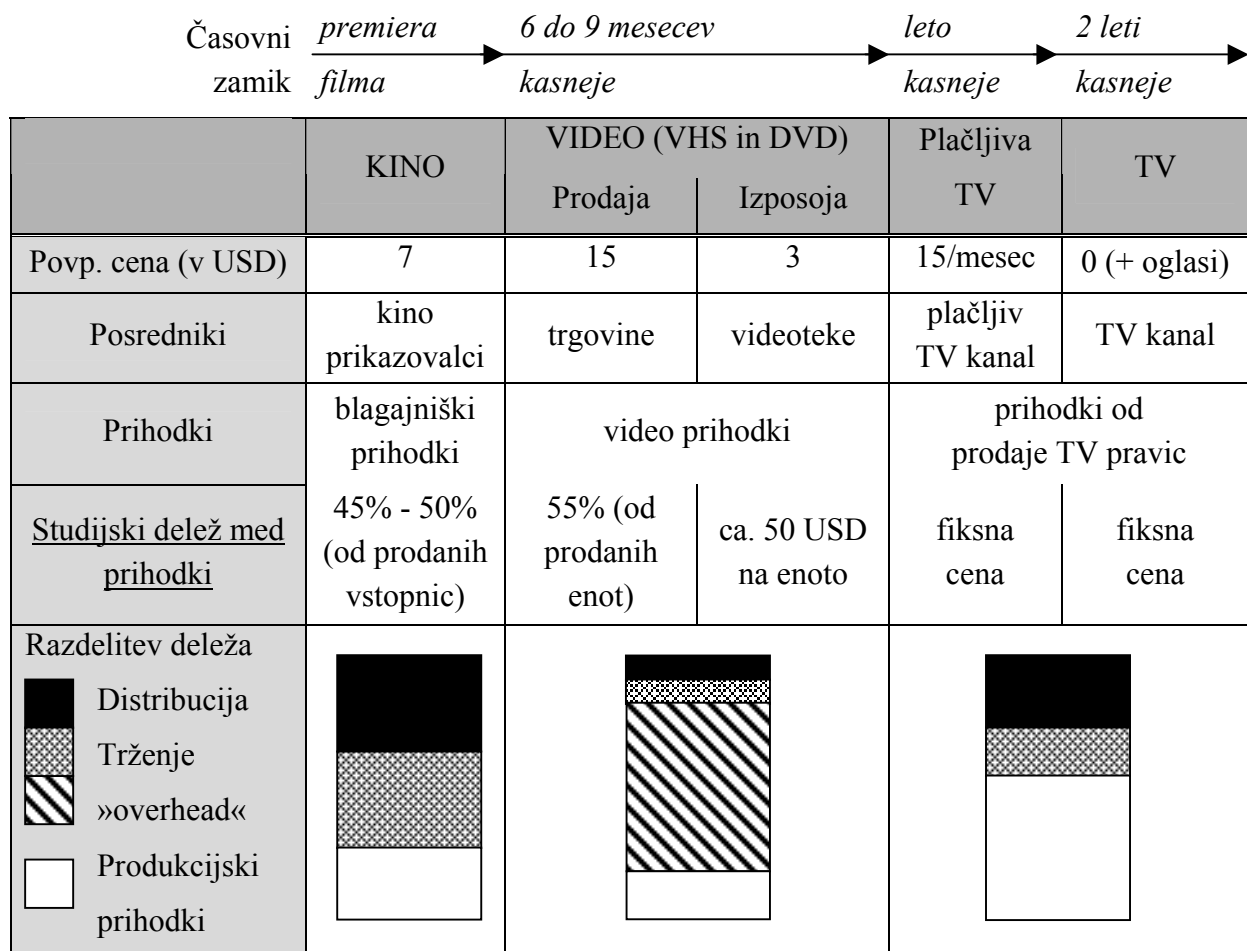 Časovni zamik
premiera filma
6 do 9 mesecev kasneje
leto kasneje
2 leti kasneje
KINO
VIDEO (VHS in DVD)
Prodaja
Izposoja
Plačljiva TV
TV
Povp. cena (v USD)
7
15
3
15/mesec
0 (+ oglasi)
Posredniki
kino
prikazovalci
trgovine
videoteke
plačljiv
TV kanal
TV kanal
Prihodki
blagajniški
prihodki
video prihodki
prihodki od
prodaje TV pravic
Studijski delež med
prihodki
45% - 50%
(od prodanih
vstopnic)
55% (od
prodanih
enot)
ca. 50 USD
na enoto
fiksna
cena
fiksna
cena
Razdelitev deleža
Distribucija
Trženje
»overhead«
Produkcijski
prihodki